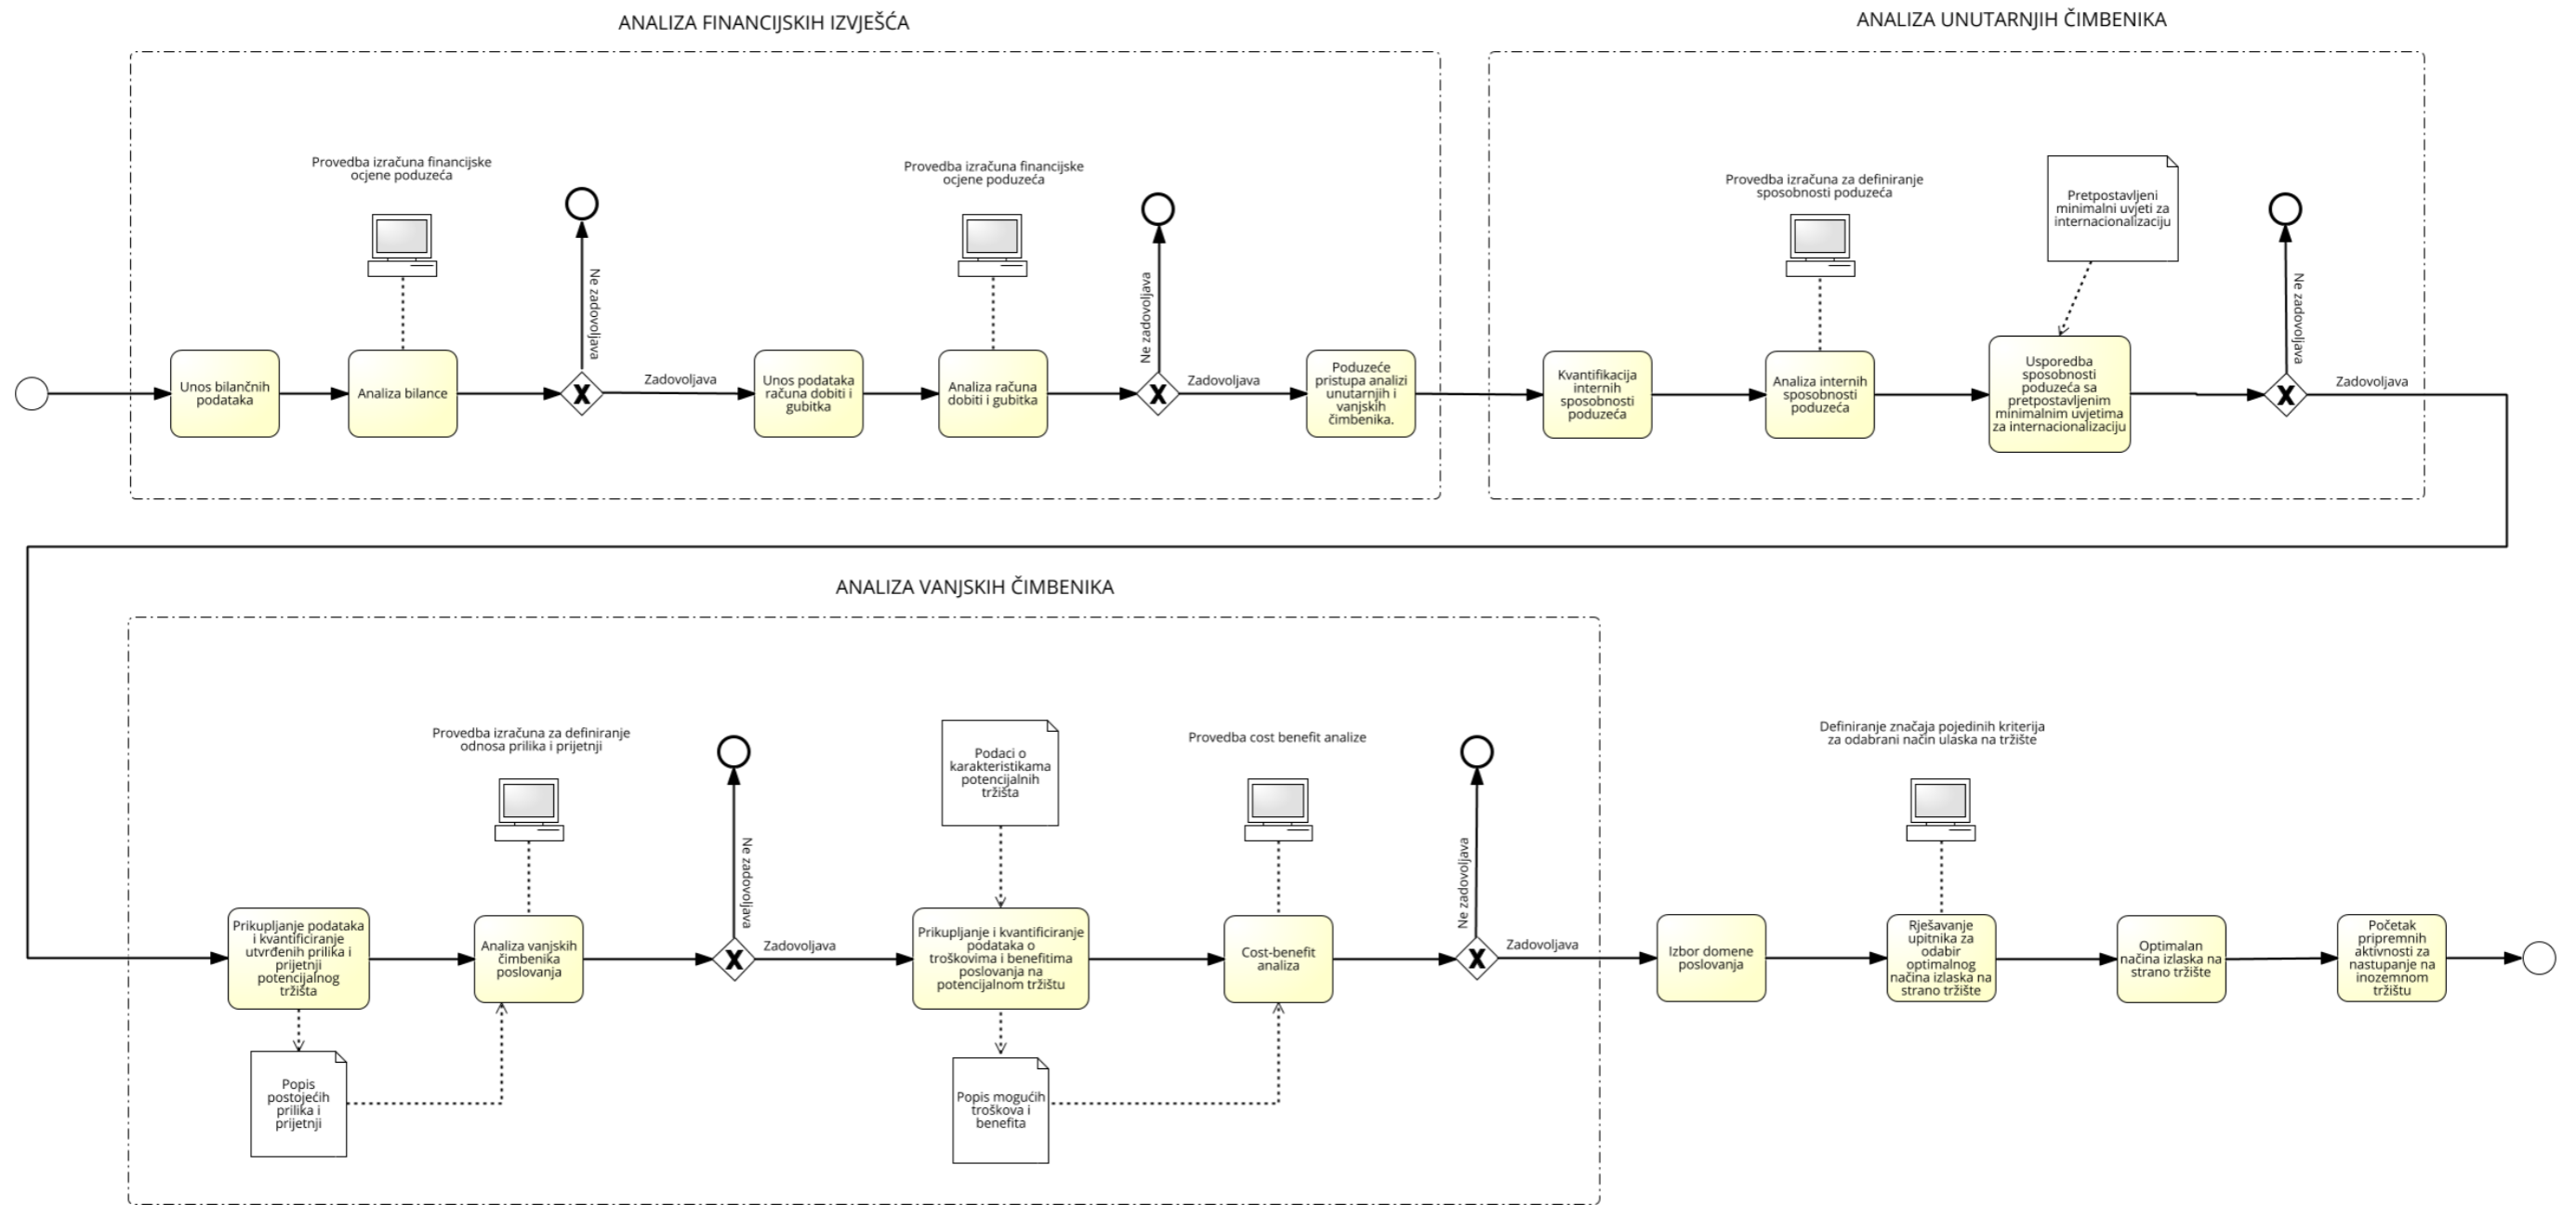 ANALIZA FINANCIJSKIH IZVJEŠĆA
ANALIZA UNUTARNJIH ČIMBENIKA
Provedba izračuna financijske
ocjene poduzeća
Provedba izračuna financijske
ocjene poduzeća
Provedba izračuna za definiranje
sposobnosti poduzeća
Pretpostavljeni
minimalni uvjeti za
internacionalizaciju
Ne zadovoljava
Ne zadovoljava
Ne zadovoljava
Unos bilančnih
podataka
Analiza bilance
X
Zadovoljava
Unos podataka
računa dobiti i
gubitka
Analiza računa
dobiti i gubitka
X
Zadovoljava
Poduzeće
pristupa analizi
unutarnjih i
vanjskih
čimbenika.
Kvantifikacija
internih
sposobnosti
poduzeća
Analiza internih
sposobnosti
poduzeća
Usporedba
sposobnosti
poduzeća sa
pretpostavljenim
minimalnim uvjetima
za internacionalizaciju
X
Zadovoljava
ANALIZA VANJSKIH ČIMBENIKA
Provedba izračuna za definiranje
odnosa prilika i prijetnji
Podaci o
karakteristikama
potencijalnih
tržišta
Provedba cost benefit analize
Definiranje značaja pojedinih kriterija
za odabrani način ulaska na tržište
Ne zadovoljava
Ne zadovoljava
Prikupljanje podataka
i kvantificiranje
utvrđenih prilika i
prijetnji
potencijalnog
tržišta
Analiza vanjskih
čimbenika
poslovanja
X
Zadovoljava
Prikupljanje i kvantificiranje
podataka o
troškovima i benefitima
poslovanja na
potencijalnom tržištu
Cost-benefit
analiza
X
Zadovoljava
Izbor domene
poslovanja
Rješavanje
upitnika za
odabir
optimalnog
načina izlaska na
strano tržište
Optimalan
načina izlaska na
strano tržište
Početak
pripremnih
aktivnosti za
nastupanje na
inozemnom
tržištu
Popis
postojećih
prilika i
prijetnji
Popis mogućih
troškova i
benefita